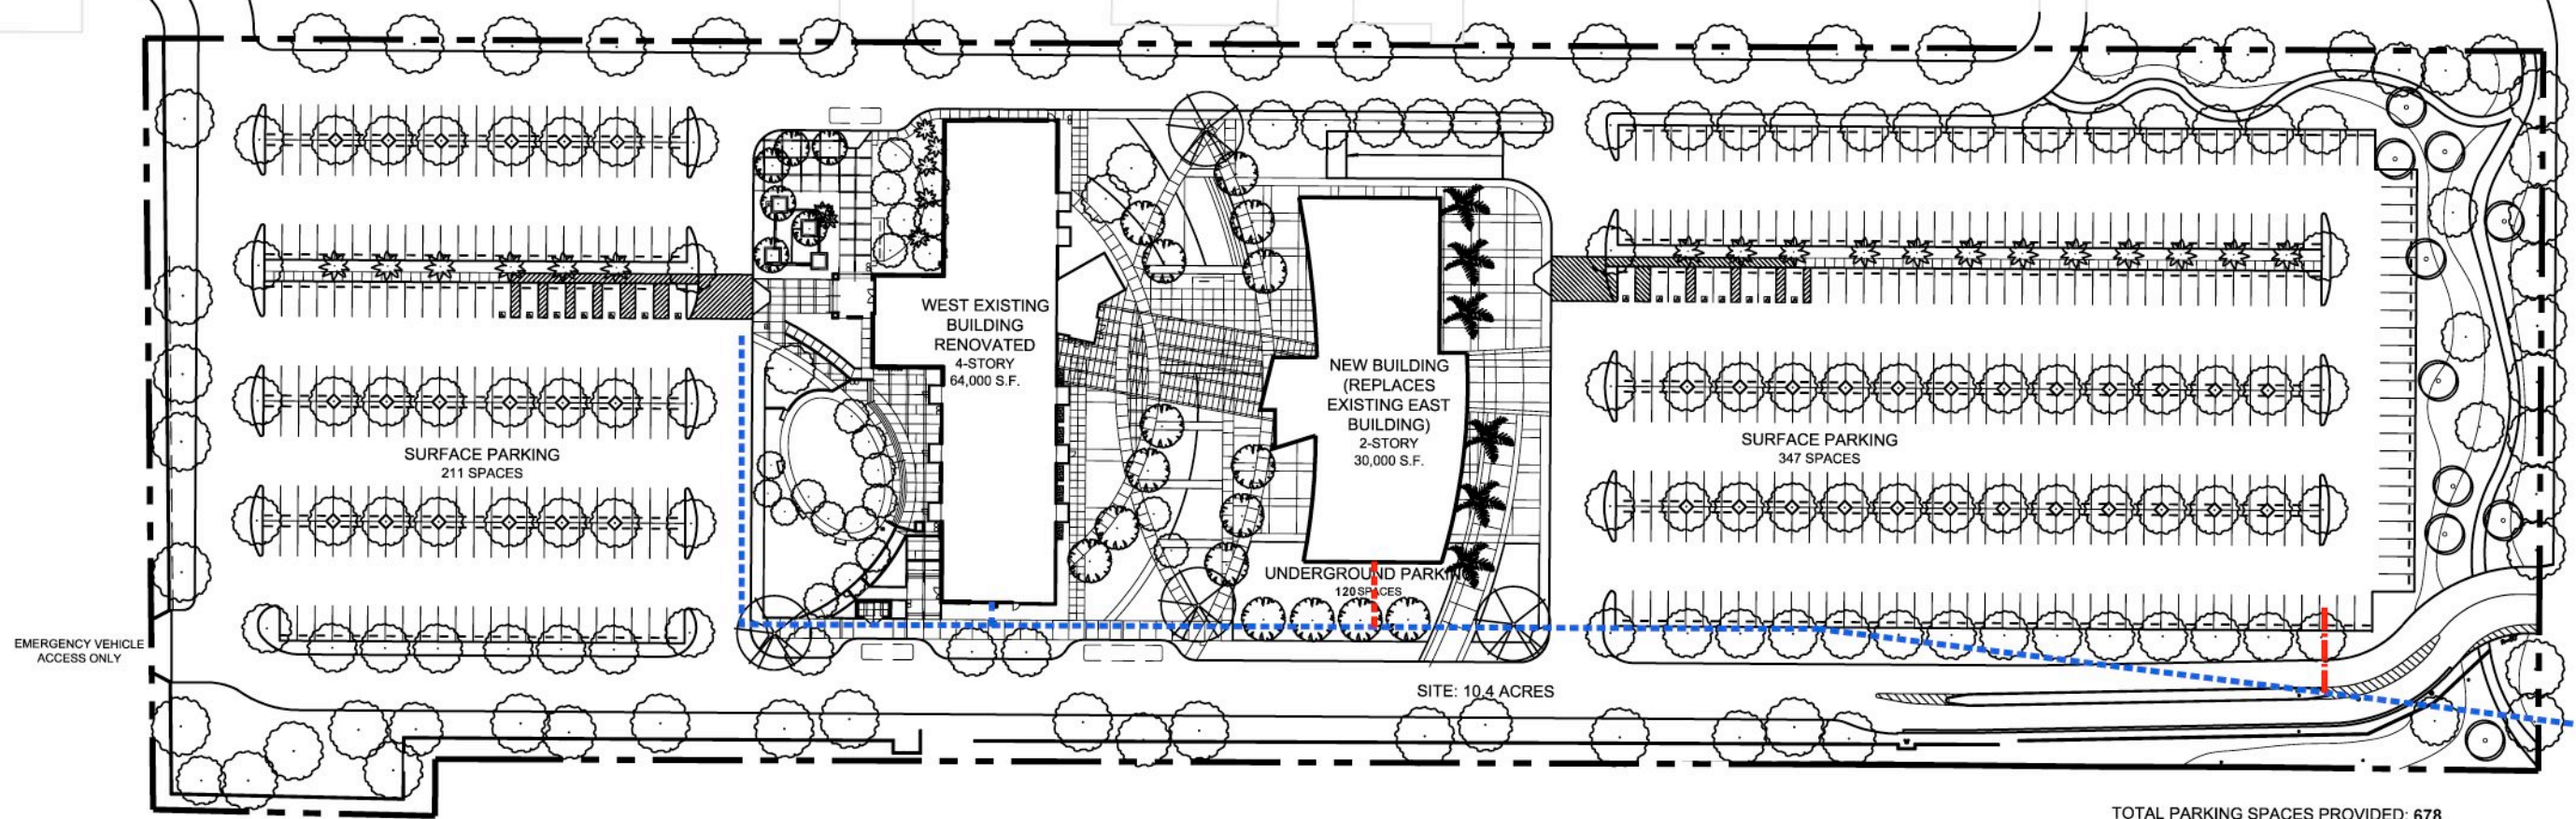 WEST EXISTING
BUILDING
RENOVATED
4-STORY
64,000 S.F.
NEW BUILDING
(REPLACES
EXISTING EAST
BUILDING)
2-STORY
30,000 S.F.
SURFACE PARKING
211 SPACES
SURFACE PARKING
347 SPACES
UNDERGROUND PARKING
120 SPACES
EMERGENCY VEHICLE
ACCESS ONLY
SITE: 10.4 ACRES
TOTAL PARKING SPACES PROVIDED: 678